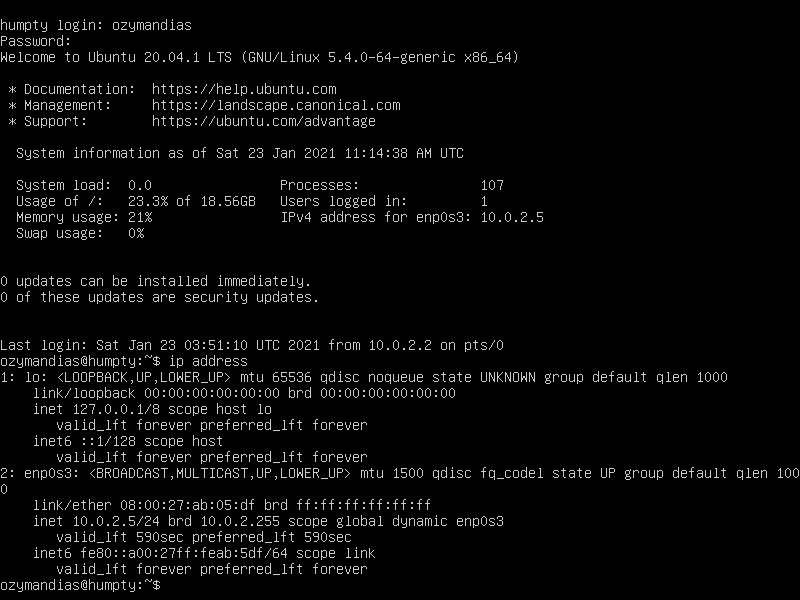 humpty login: ozymandias
Password:
Welcome to Ubuntu 20.04.1 LTS (GNU/Linux 5.4.0-64-generic x86_64)

 * Documentation:  https://help.ubuntu.com
 * Management:     https://landscape.canonical.com
 * Support:        https://ubuntu.com/advantage

  System information as of Sat 23 Jan 2021 11:14:38 AM UTC

  System load:  0.0                Processes:               107
  Usage of /:   23.3% of 18.56GB   Users logged in:         1
  Memory usage: 21%                IPv4 address for enp0s3: 10.0.2.5
  Swap usage:   0%


0 updates can be installed immediately.
0 of these updates are security updates.


Last login: Sat Jan 23 03:51:10 UTC 2021 from 10.0.2.2 on pts/0
ozymandias@humpty:~$ ip address
1: lo: <LOOPBACK,UP,LOWER_UP> mtu 65536 qdisc noqueue state UNKNOWN group default qlen 1000
    link/loopback 00:00:00:00:00:00 brd 00:00:00:00:00:00
    inet 127.0.0.1/8 scope host lo
       valid_lft forever preferred_lft forever
    inet6 ::1/128 scope host
       valid_lft forever preferred_lft forever
2: enp0s3: <BROADCAST,MULTICAST,UP,LOWER_UP> mtu 1500 qdisc fq_codel state UP group default qlen 100
0
    link/ether 08:00:27:ab:05:df brd ff:ff:ff:ff:ff:ff
    inet 10.0.2.5/24 brd 10.0.2.255 scope global dynamic enp0s3
       valid_lft 590sec preferred_lft 590sec
    inet6 fe80::a00:27ff:feab:5df/64 scope link
       valid_lft forever preferred_lft forever
ozymandias@humpty:~$